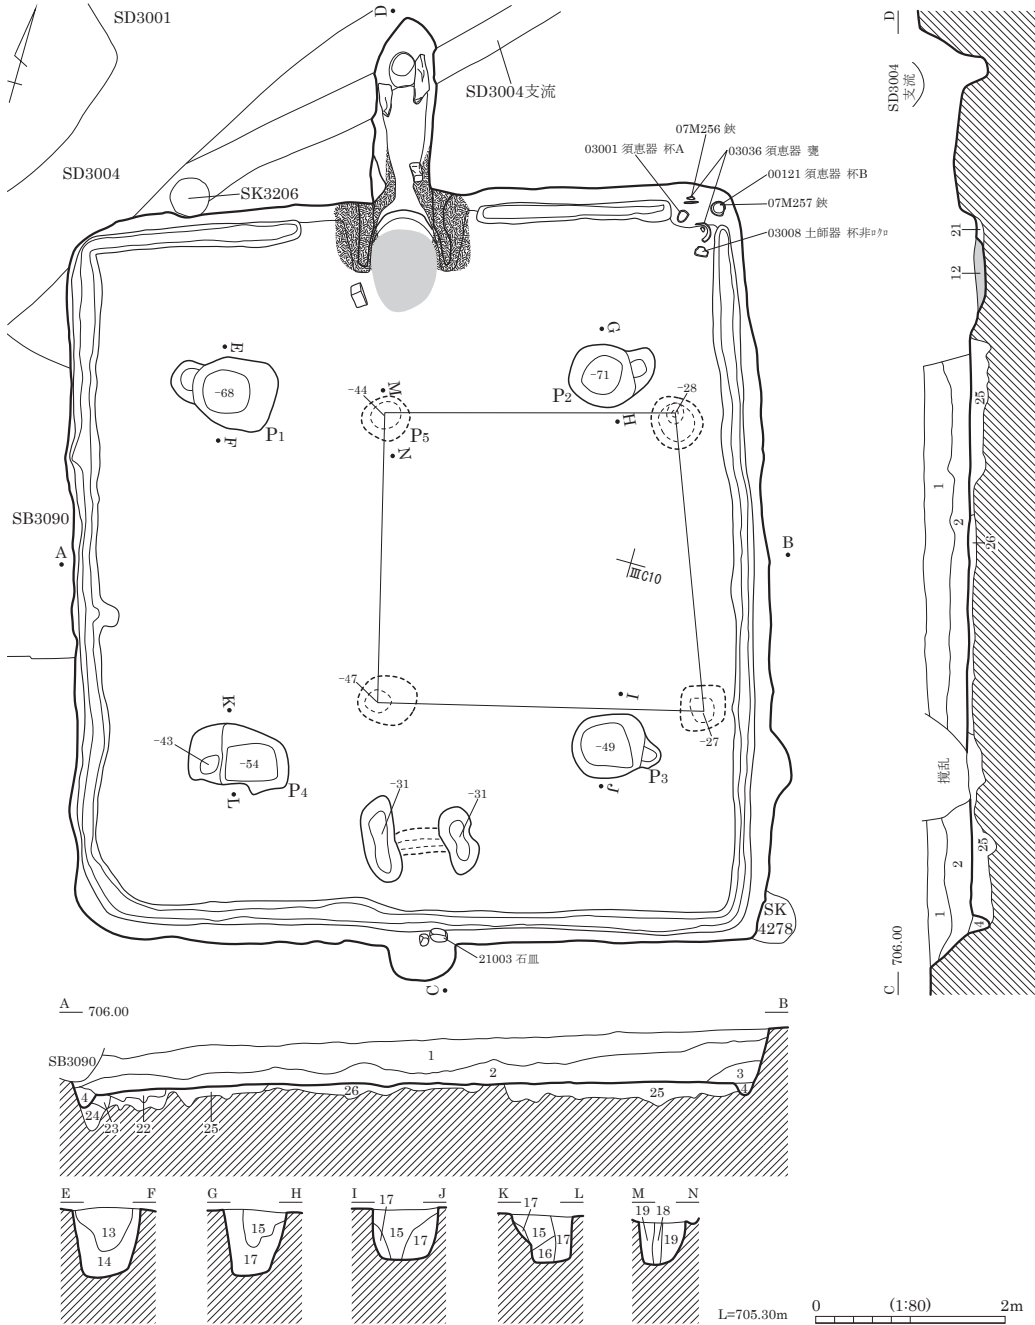 SD3001
D
SD3004支流
D
SD3004
支流
07M256 鋏
03001 須恵器 杯A
03036 須恵器 甕
00121 須恵器 杯B
07M257 鋏
03008 土師器 杯非ロクロ
SD3004
SK3206
21
12
E
G
-68
M
-44
-71
-28
P2
P1
F
P5
H
N
25
1
2
26
SB3090
A
B
ⅢC10
K
-47
I
-27
-43
-54
-49
P4
L
P3
J
-31
-31
撹乱
25
2
1
4
SK
4278
21003 石皿
C
C 706.00
A 706.00
B
SB3090
1
2
3
4
26
25
4
24
23
22
25
E F
G H
I 17 J
K 17 L
M N
13
14
15
17
15
17
15
16
17
19 18
19
L=705.30m
0 (1:80) 2m